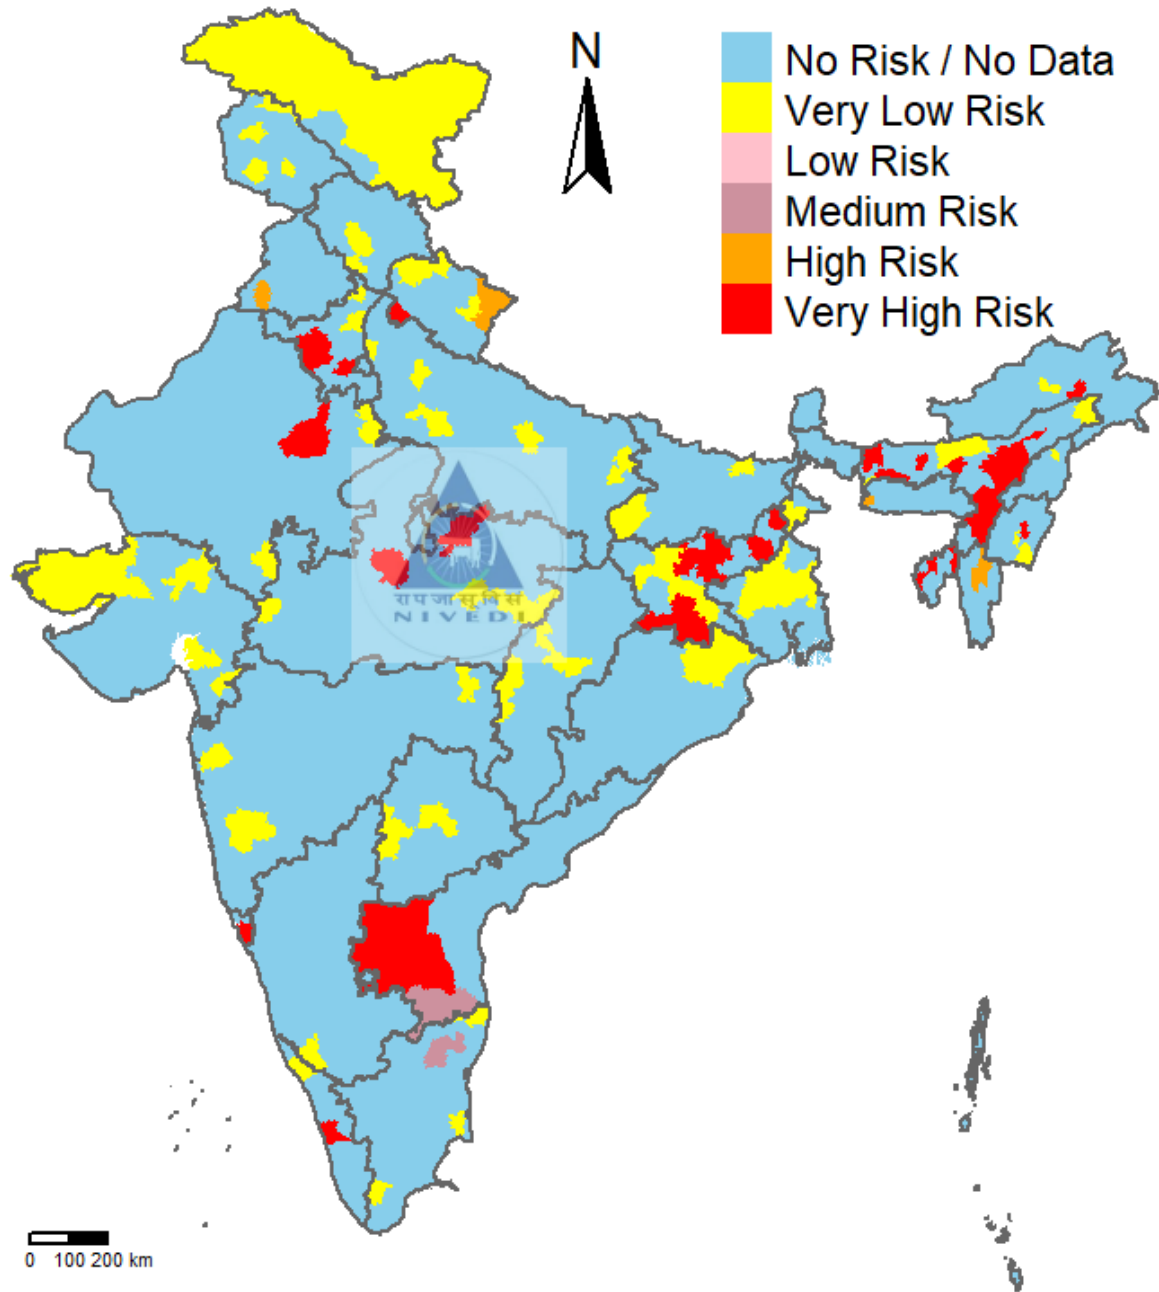 N
No Risk / No Data
Very Low Risk
Low Risk
Medium Risk
High Risk
Very High Risk
रा प जा सू वि सं
NIVEDI
0 100 200 km